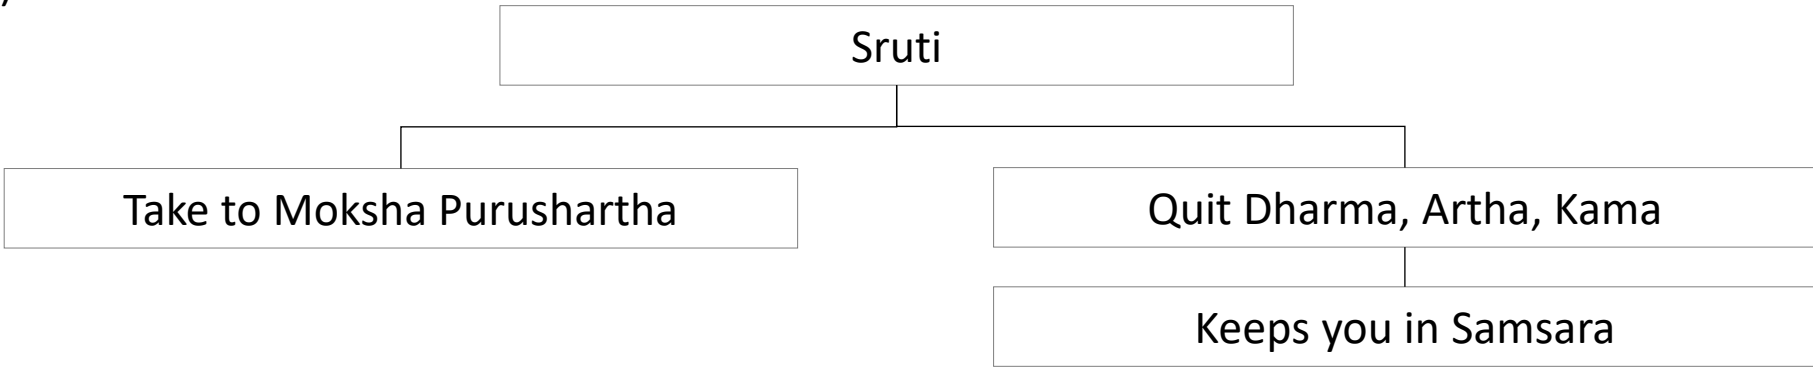 Sruti
Take to Moksha Purushartha
Quit Dharma, Artha, Kama
Keeps you in Samsara